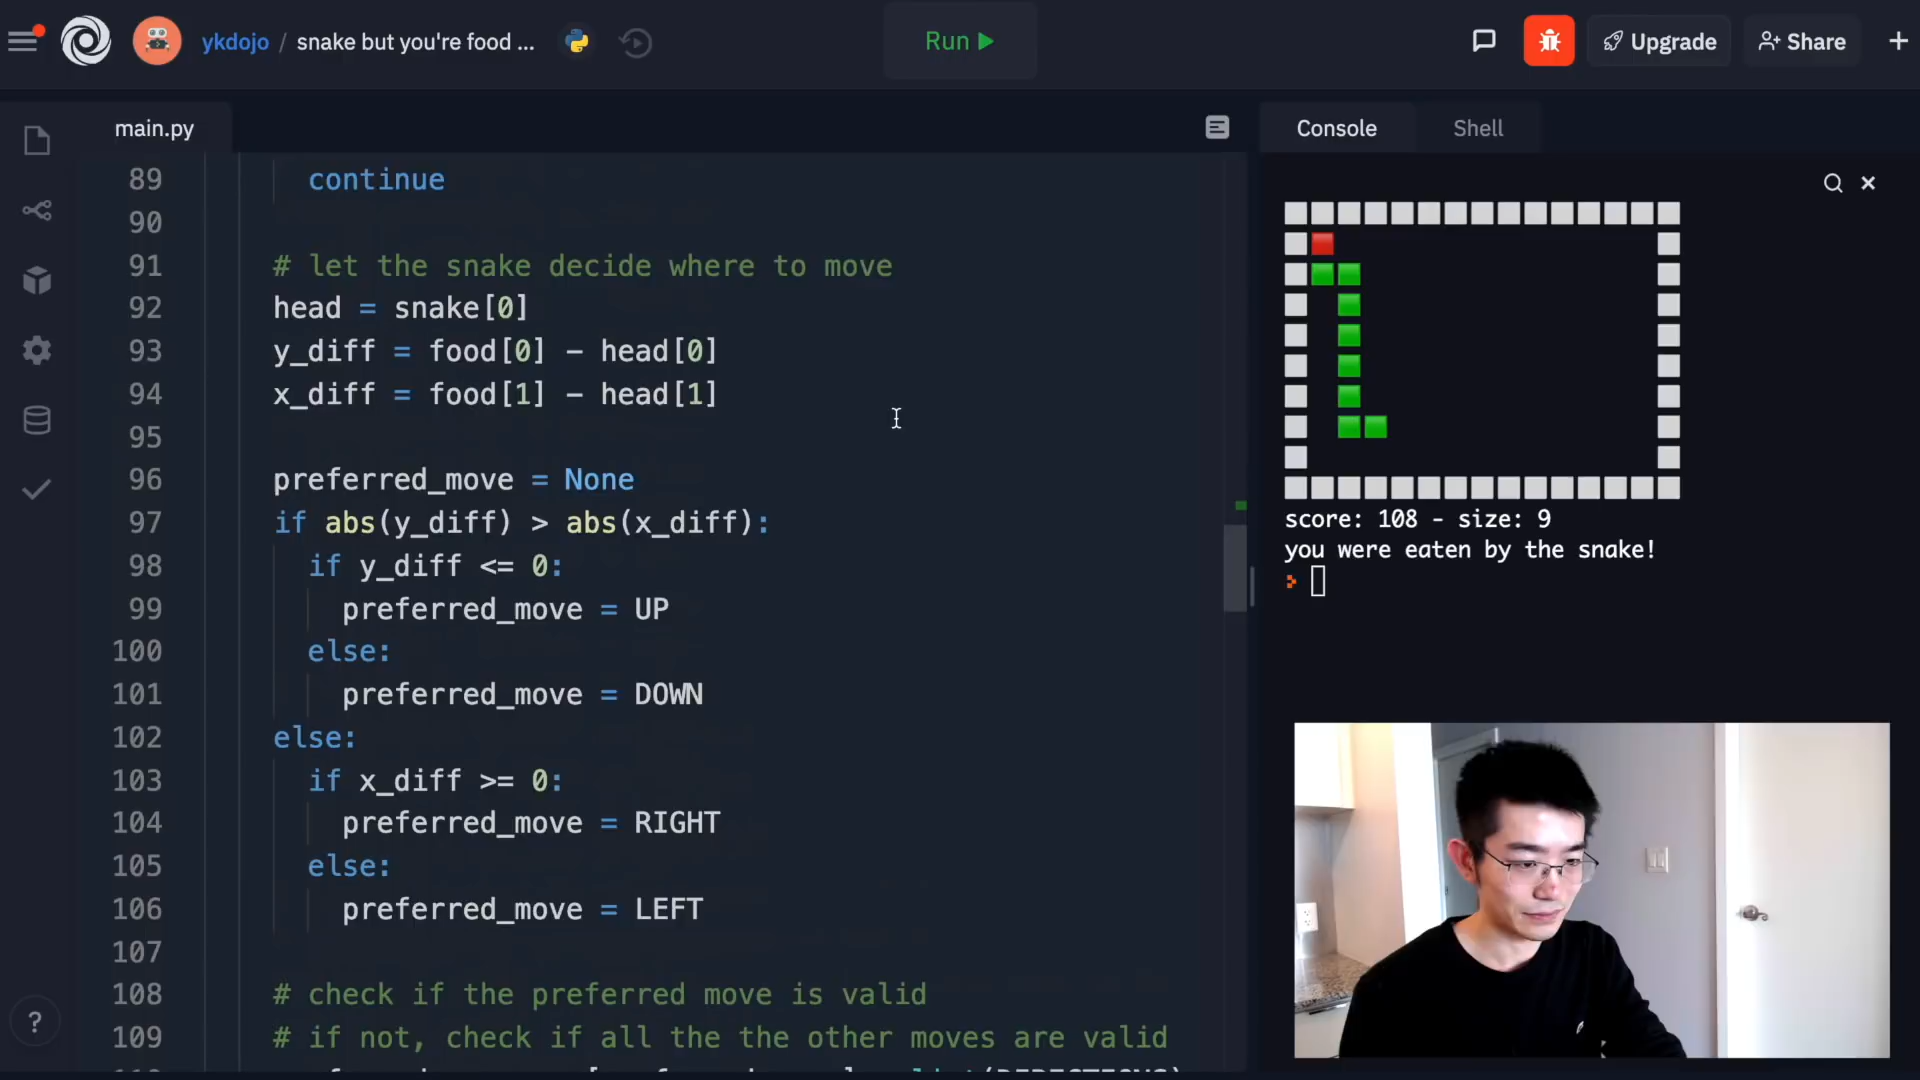 ykdojo / snake but you're food ...
Run
Upgrade
Share
main.py
Console
Shell
89 continue
90
91 # let the snake decide where to move
92 head = snake[0]
93 y_diff = food[0] - head[0]
94 x_diff = food[1] - head[1]
95
96 preferred_move = None
97 if abs(y_diff) > abs(x_diff):
98 if y_diff <= 0:
99 preferred_move = UP
100 else:
101 preferred_move = DOWN
102 else:
103 if x_diff >= 0:
104 preferred_move = RIGHT
105 else:
106 preferred_move = LEFT
107
108 # check if the preferred move is valid
109 # if not, check if all the the other moves are valid
score: 108 - size: 9
you were eaten by the snake!